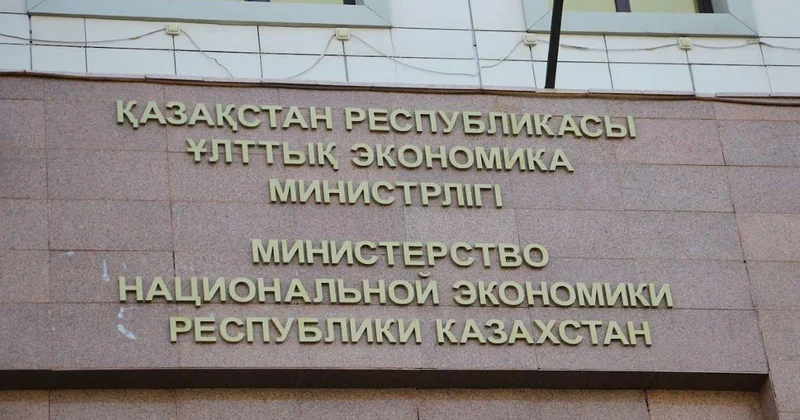 ҚАЗАҚСТАН РЕСПУБЛИКАСЫ
ҰЛТТЫҚ ЭКОНОМИКА
МИНИСТРЛІГІ
МИНИСТЕРСТВО
НАЦИОНАЛЬНОЙ ЭКОНОМИКИ
РЕСПУБЛИКИ КАЗАХСТАН